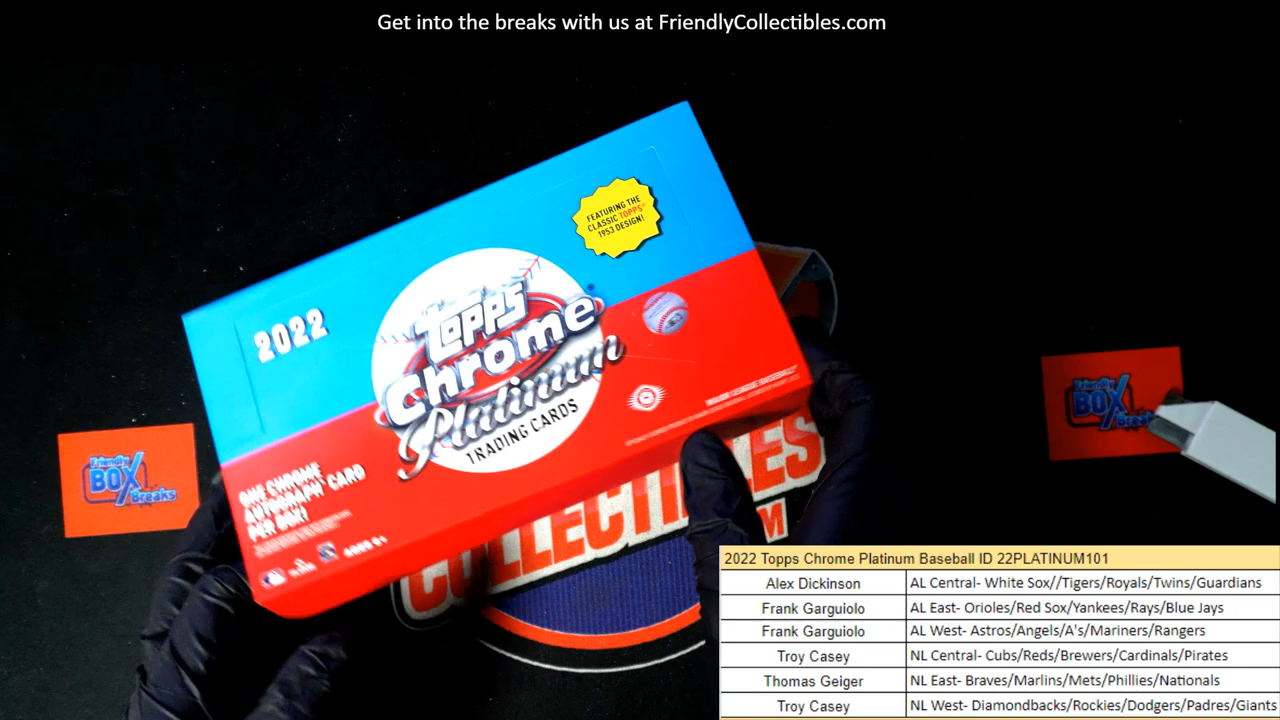 Get into the breaks with us at FriendlyCollectibles.com
FEATURING THE
CLASSIC TOPPS®
1953 DESIGN!
2022
Topps®
Chrome
Platinum
TRADING CARDS
ONE CHROME
AUTOGRAPH CARD
PER BOX!
MAJOR LEAGUE BASEBALL
Friendly
BOX
Breaks
Friendly
BOX
Breaks
COLLECTIBLES
2022 Topps Chrome Platinum Baseball ID 22PLATINUM101
Alex Dickinson AL Central- White Sox//Tigers/Royals/Twins/Guardians
Frank Garguiolo AL East- Orioles/Red Sox/Yankees/Rays/Blue Jays
Frank Garguiolo AL West- Astros/Angels/A's/Mariners/Rangers
Troy Casey NL Central- Cubs/Reds/Brewers/Cardinals/Pirates
Thomas Geiger NL East- Braves/Marlins/Mets/Phillies/Nationals
Troy Casey NL West- Diamondbacks/Rockies/Dodgers/Padres/Giants